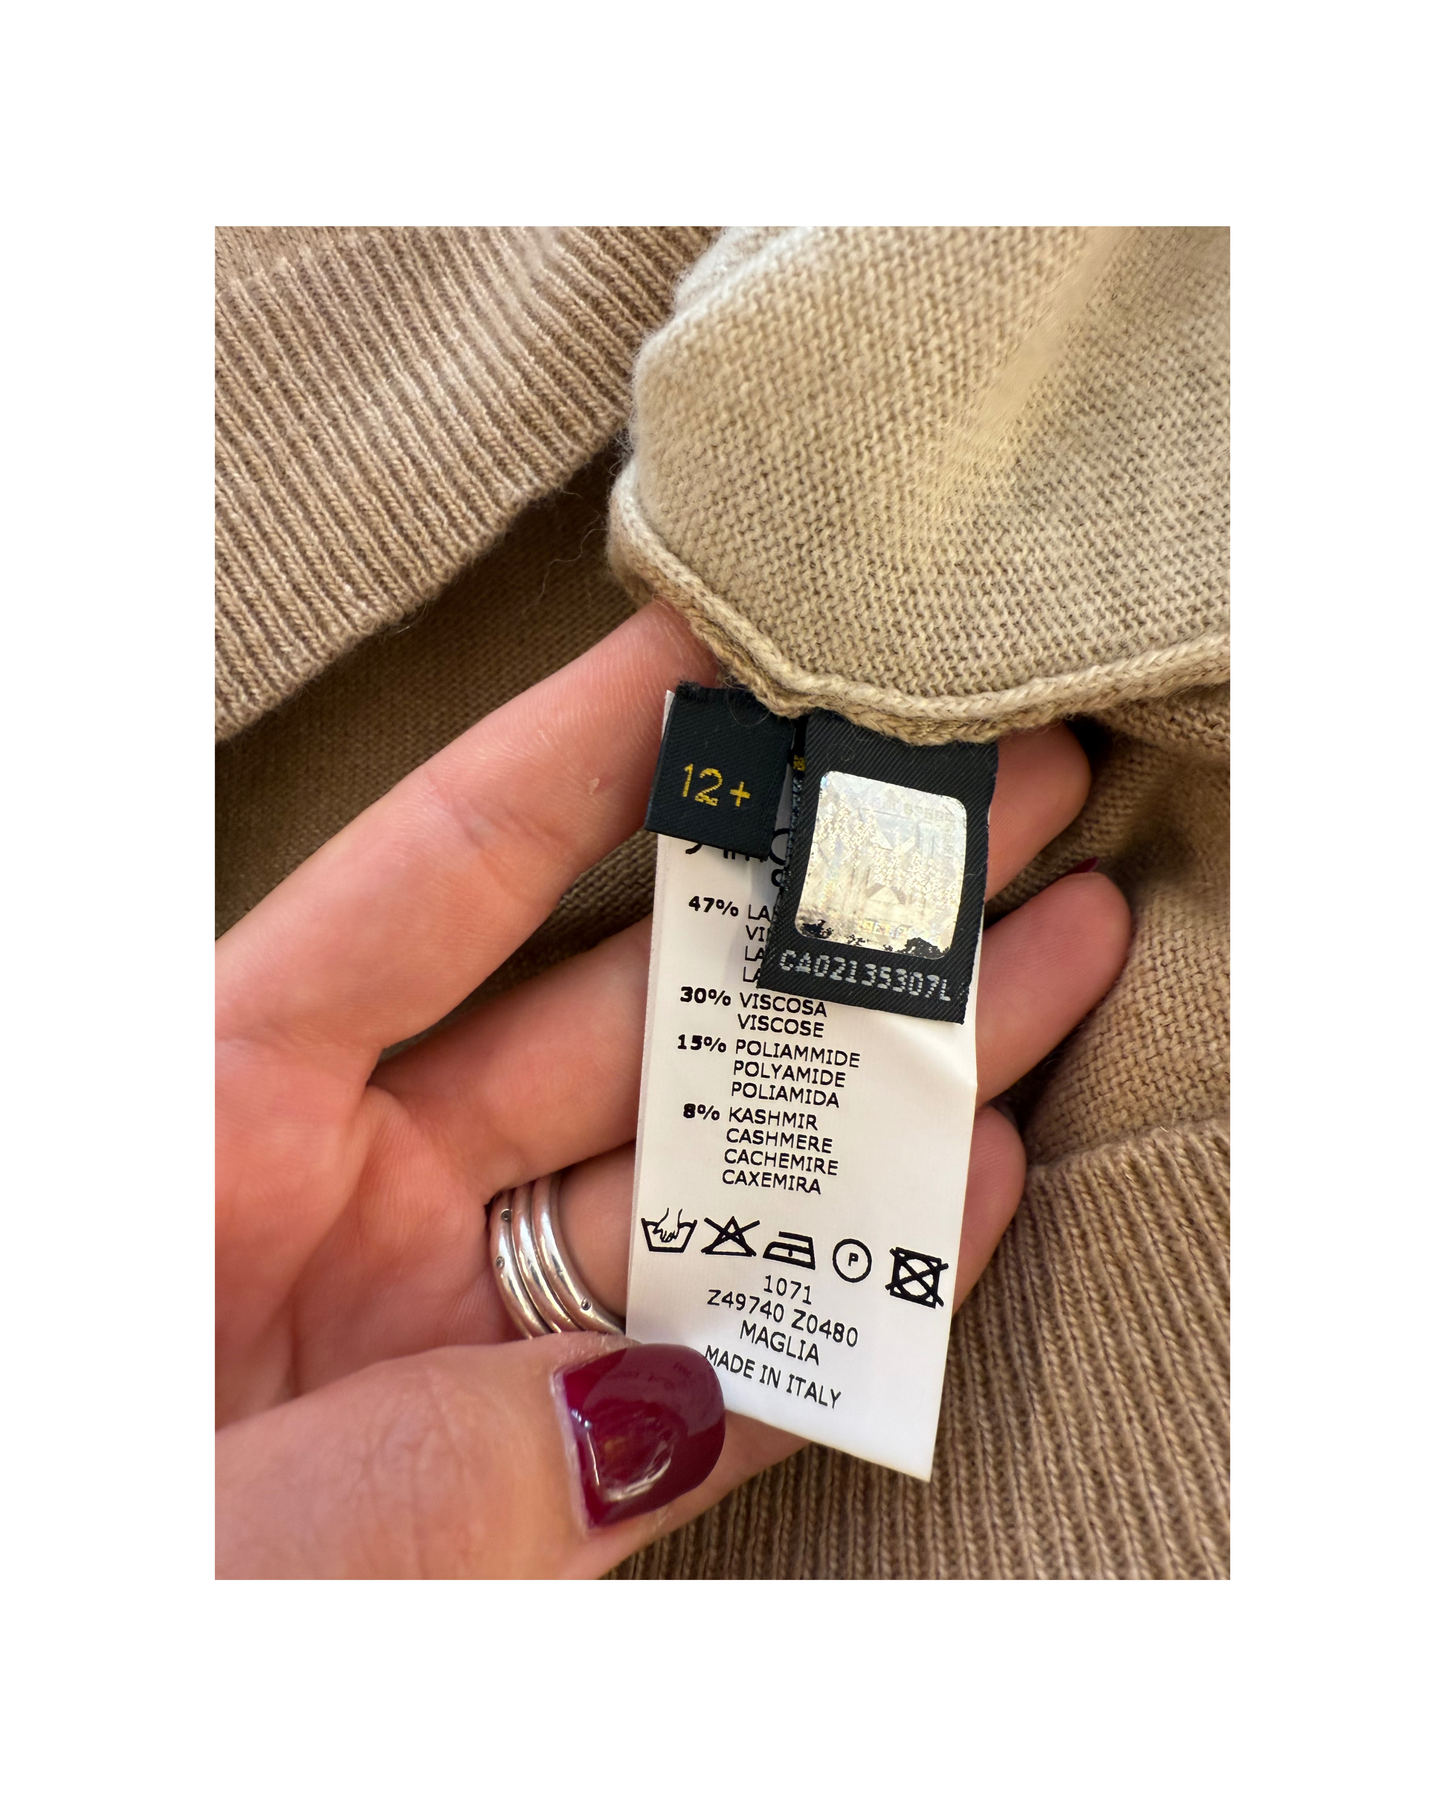 12+
CA02135307L
47%
30% VISCOSA
VISCOSE
15% POLIAMMIDE
POLYAMIDE
POLIAMIDA
8% KASHMIR
CASHMERE
CACHEMIRE
CAXEMIRA
P
1071
Z49740 Z0480
MAGLIA
MADE IN ITALY